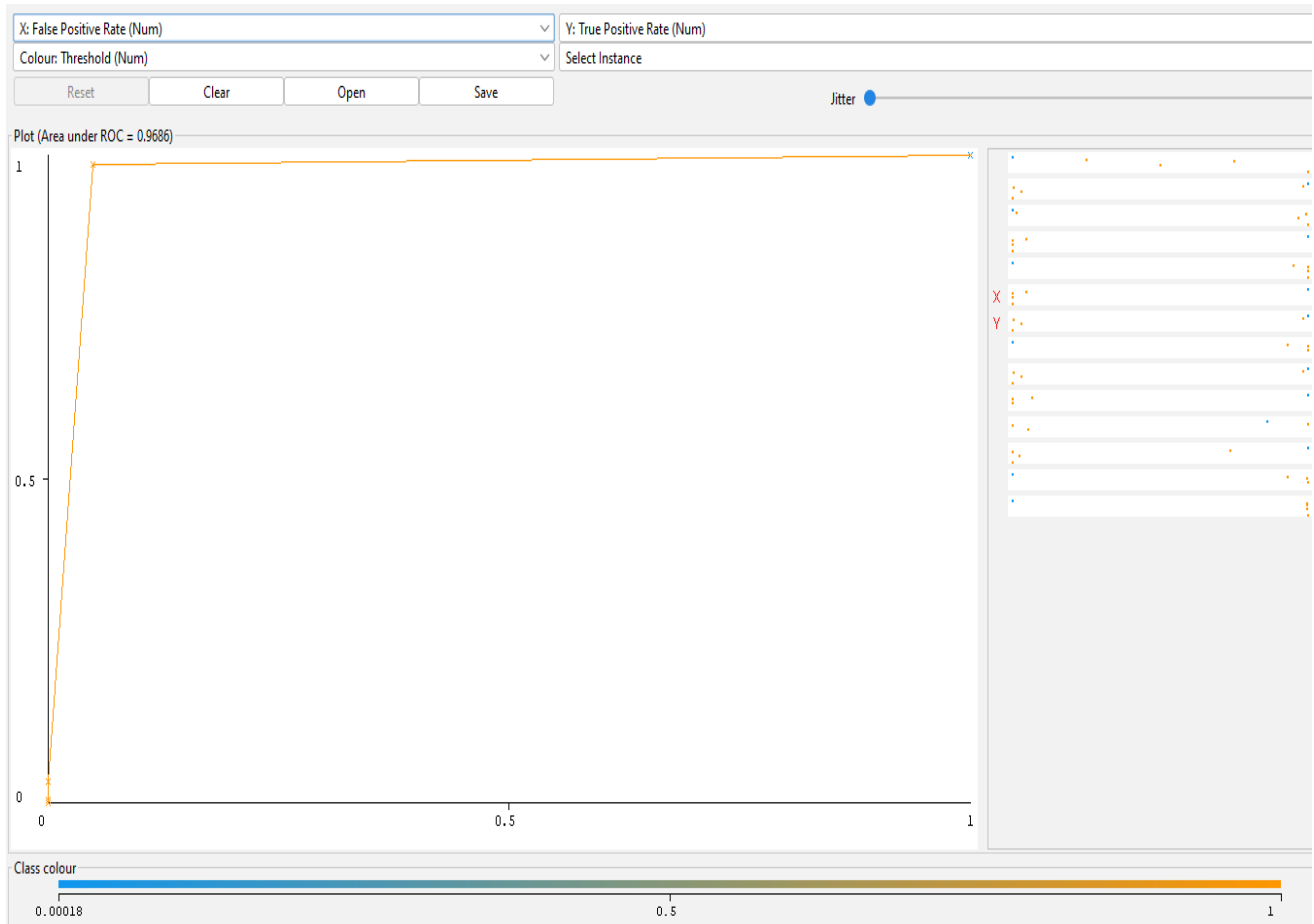 X: False Positive Rate (Num)
Y: True Positive Rate (Num)
Colour: Threshold (Num)
Select Instance
Reset
Clear
Open
Save
Jitter
Plot (Area under ROC = 0.9686)
1
0.5
0
0
0.5
1
X
Y
Class colour
0.00018
0.5
1